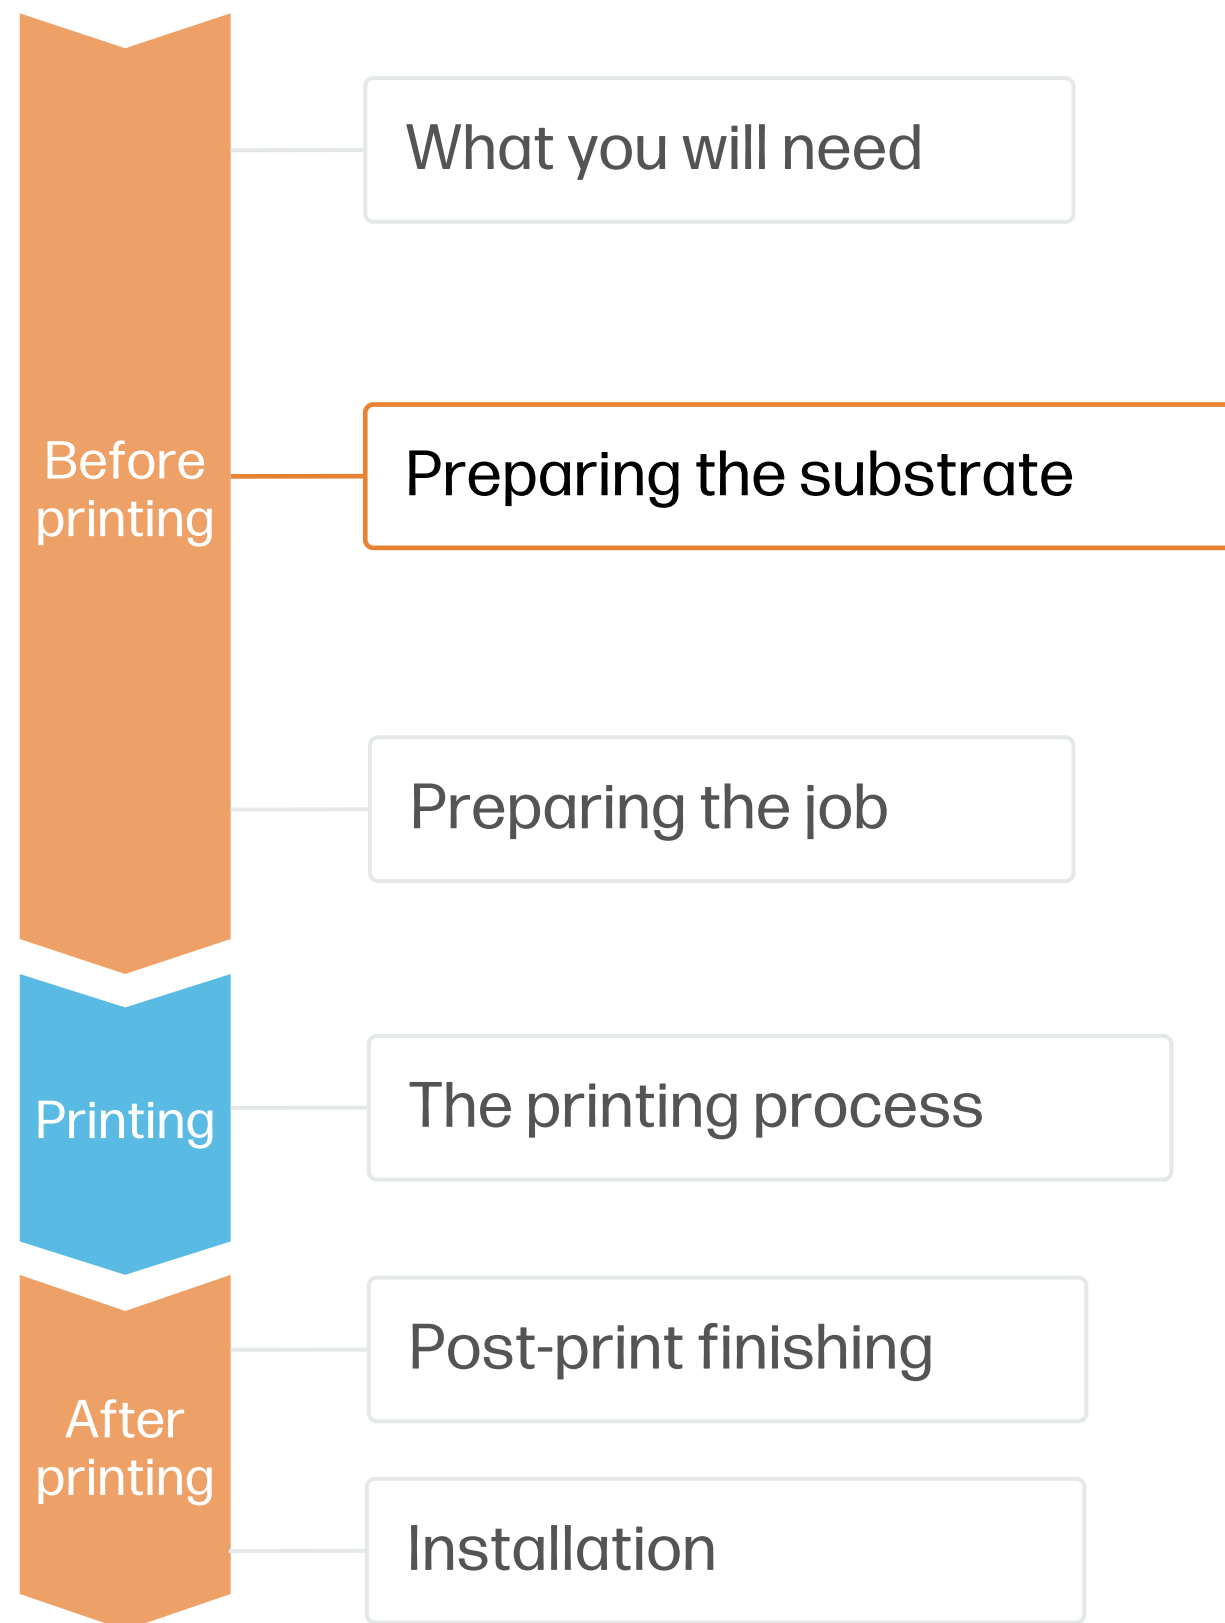 What you will need
Before
printing
Preparing the substrate
Preparing the job
Printing
The printing process
After
printing
Post-print finishing
Installation